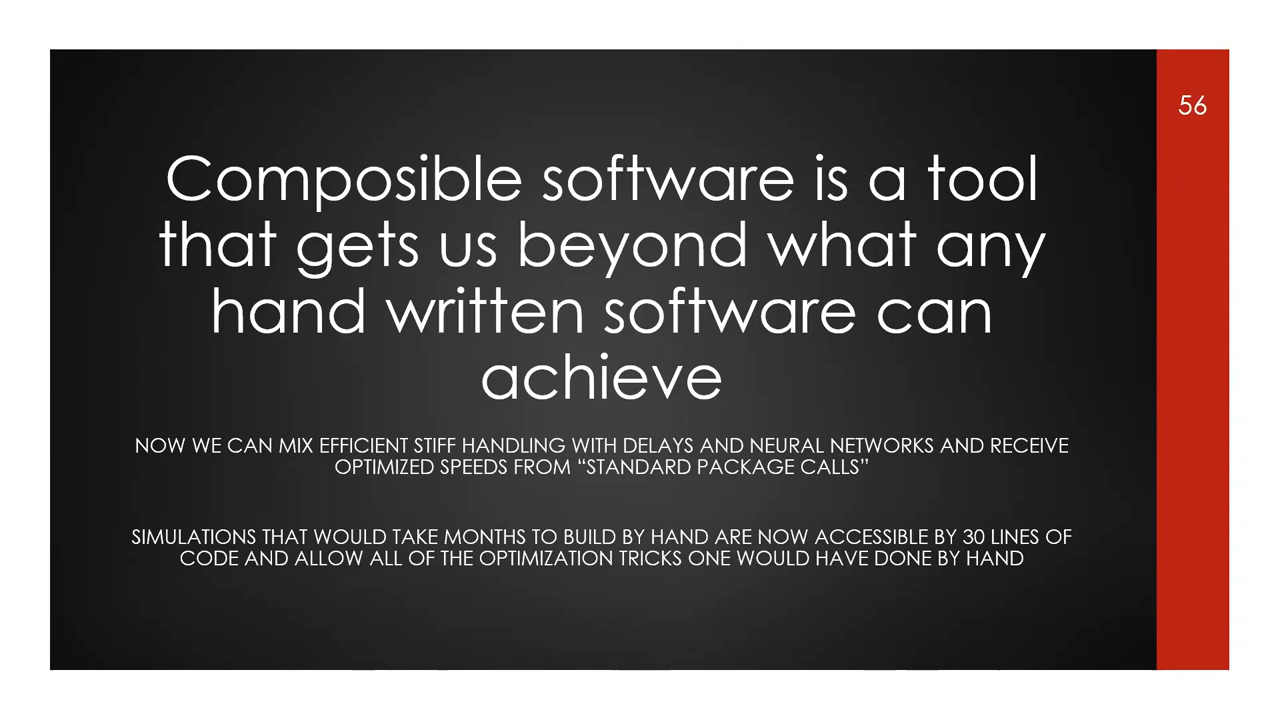 56
Composible software is a tool
that gets us beyond what any
hand written software can
achieve
NOW WE CAN MIX EFFICIENT STIFF HANDLING WITH DELAYS AND NEURAL NETWORKS AND RECEIVE
OPTIMIZED SPEEDS FROM “STANDARD PACKAGE CALLS”
SIMULATIONS THAT WOULD TAKE MONTHS TO BUILD BY HAND ARE NOW ACCESSIBLE BY 30 LINES OF
CODE AND ALLOW ALL OF THE OPTIMIZATION TRICKS ONE WOULD HAVE DONE BY HAND